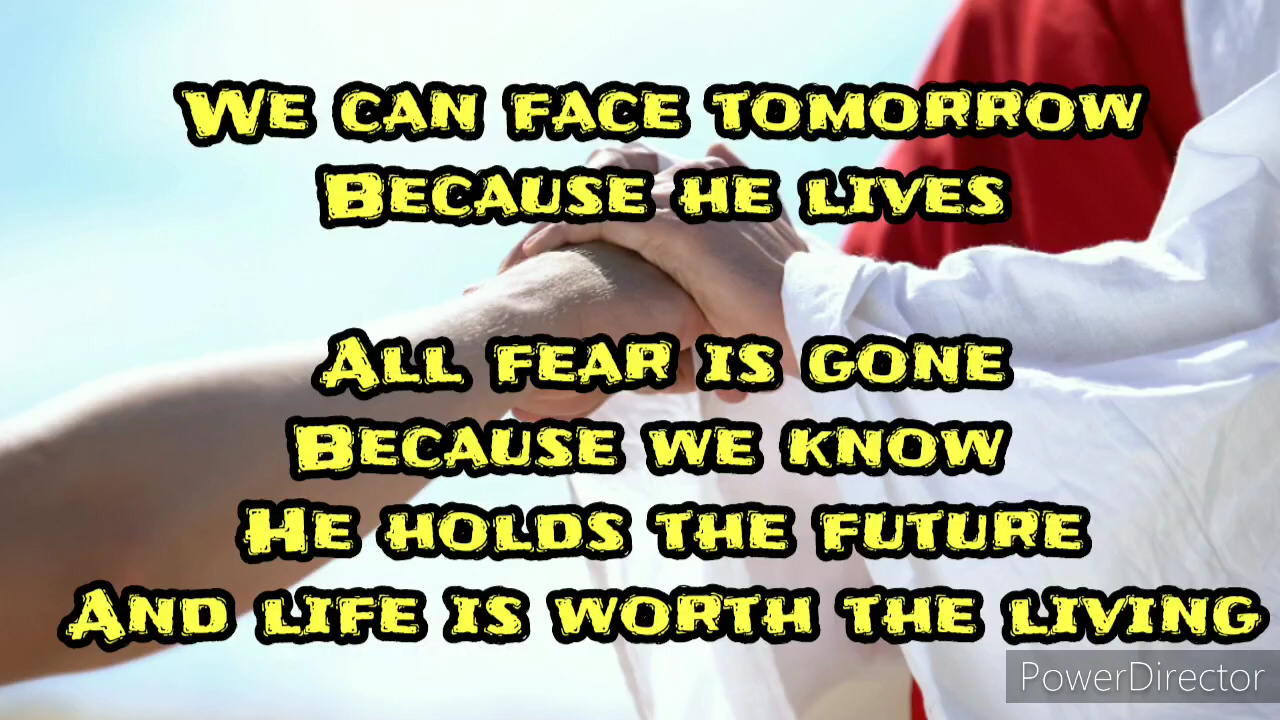 We can face tomorrow
Because he lives
All fear is gone
Because we know
He holds the future
And life is worth the living
PowerDirector